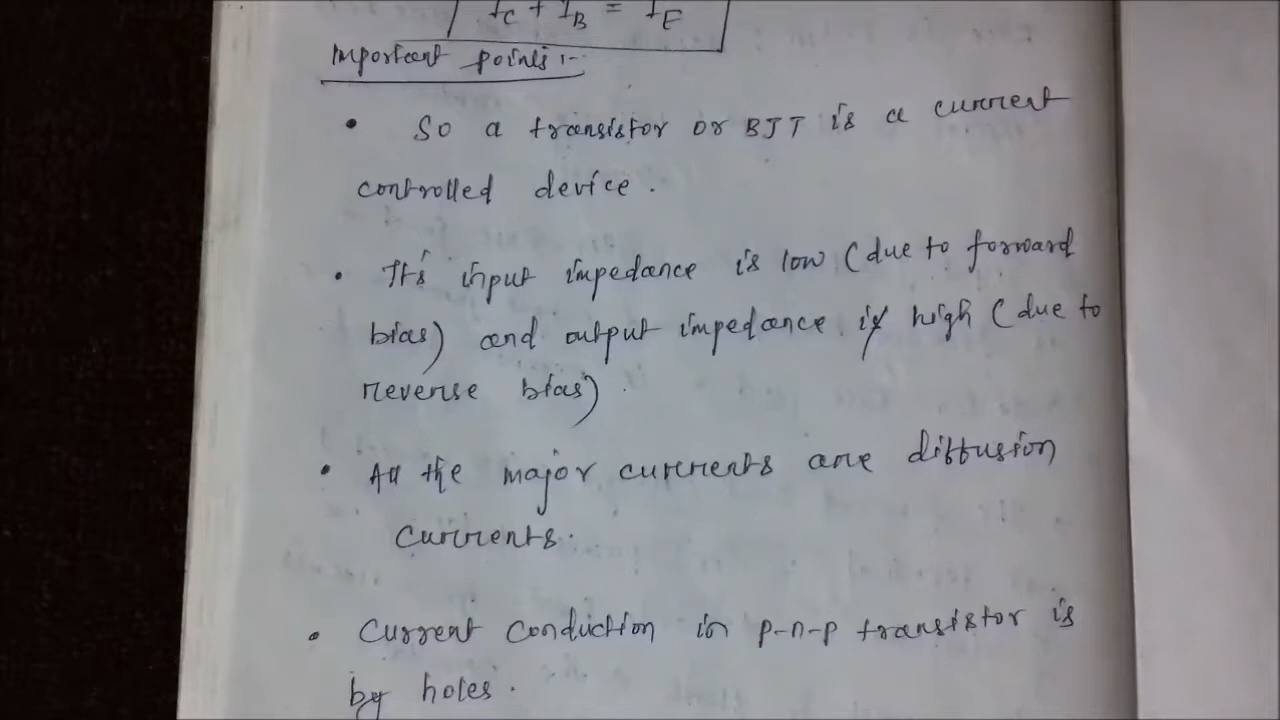 IC + IB = IE
Important points :-
• So a transistor or BJT is a current
controlled device.
• It's input impedance is low (due to forward
bias) and output impedance is high (due to
reverse bias).
• All the major currents are diffusion
currents.
• Current conduction in p-n-p transistor is
by holes.